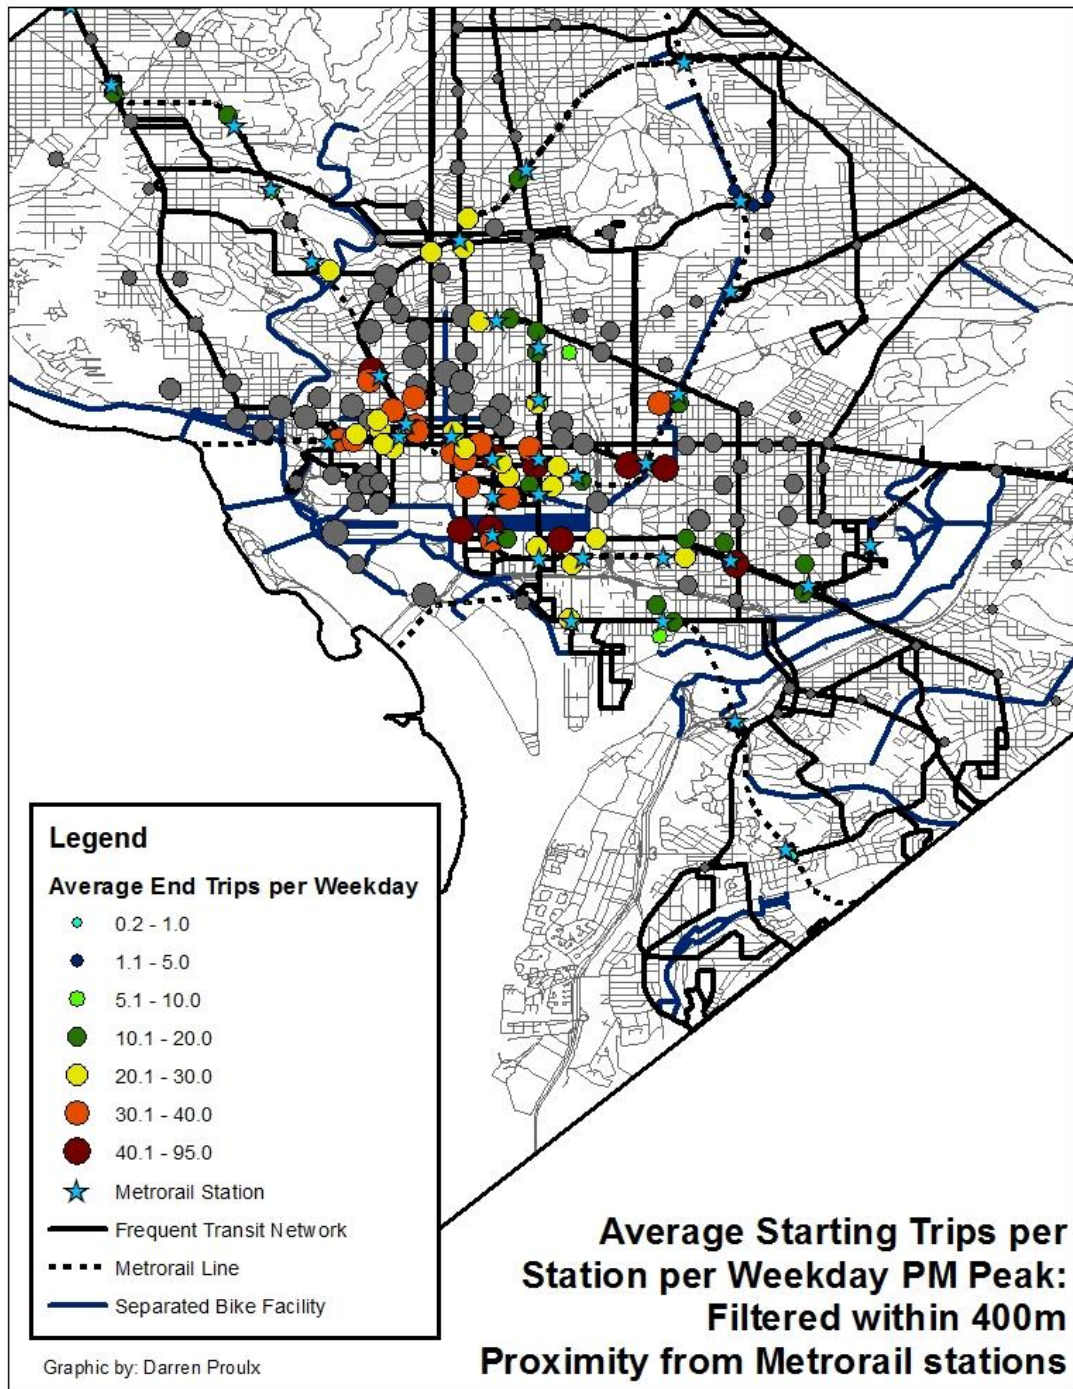 Legend
Average End Trips per Weekday
0.2 - 1.0
1.1 - 5.0
5.1 - 10.0
10.1 - 20.0
20.1 - 30.0
30.1 - 40.0
40.1 - 95.0
Metrorail Station
Frequent Transit Network
Metrorail Line
Separated Bike Facility
Graphic by: Darren Proulx
Average Starting Trips per
Station per Weekday PM Peak:
Filtered within 400m
Proximity from Metrorail stations